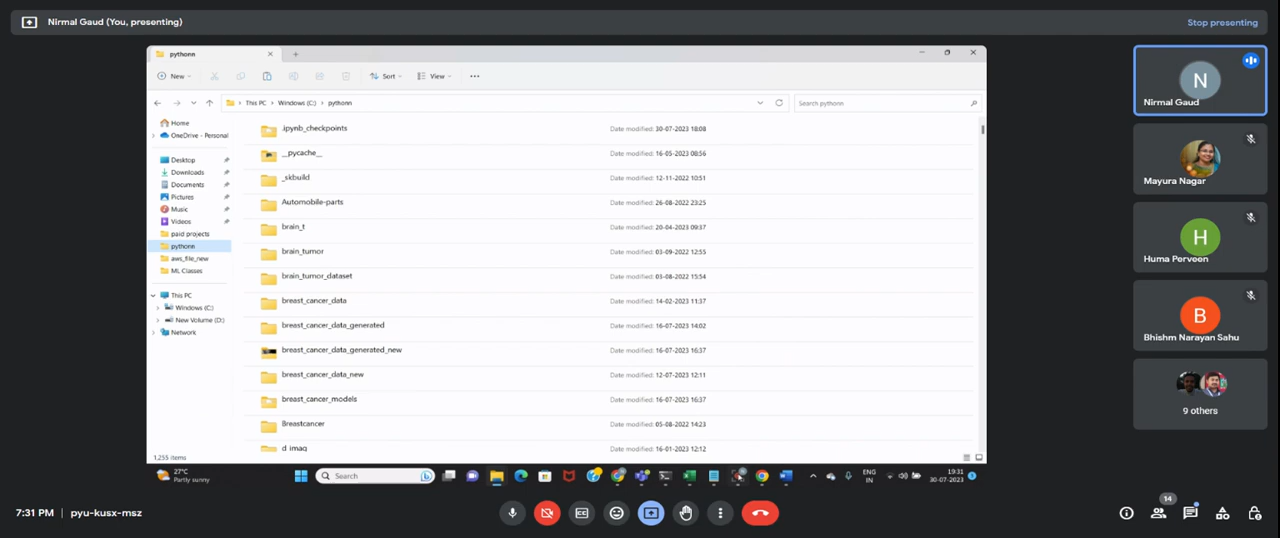 Nirmal Gaud (You, presenting)
Stop presenting
pythonn
New
Sort
View
This PC
Windows (C:)
pythonn
Search pythonn
Home
OneDrive - Personal
Desktop
Downloads
Documents
Pictures
Music
Videos
paid projects
pythonn
aws_file_new
ML Classes
This PC
Windows (C:)
New Volume (D:)
Network
.ipynb_checkpoints Date modified: 30-07-2023 18:08
__pycache__ Date modified: 16-05-2023 08:56
_skbuild Date modified: 12-11-2022 10:51
Automobile-parts Date modified: 26-08-2022 23:25
brain_t Date modified: 20-04-2023 09:37
brain_tumor Date modified: 03-09-2022 12:55
brain_tumor_dataset Date modified: 03-08-2022 15:54
breast_cancer_data Date modified: 14-02-2023 11:37
breast_cancer_data_generated Date modified: 16-07-2023 14:02
breast_cancer_data_generated_new Date modified: 16-07-2023 16:37
breast_cancer_data_new Date modified: 12-07-2023 12:11
breast_cancer_models Date modified: 16-07-2023 16:37
Breastcancer Date modified: 05-08-2022 14:23
d_imag Date modified: 16-01-2023 12:12
1,255 items
27°C
Partly sunny
Search
ENG
IN
19:31
30-07-2023
N
Nirmal Gaud
Mayura Nagar
H
Huma Perveen
B
Bhishm Narayan Sahu
9 others
7:31 PM
pyu-kusx-msz
14